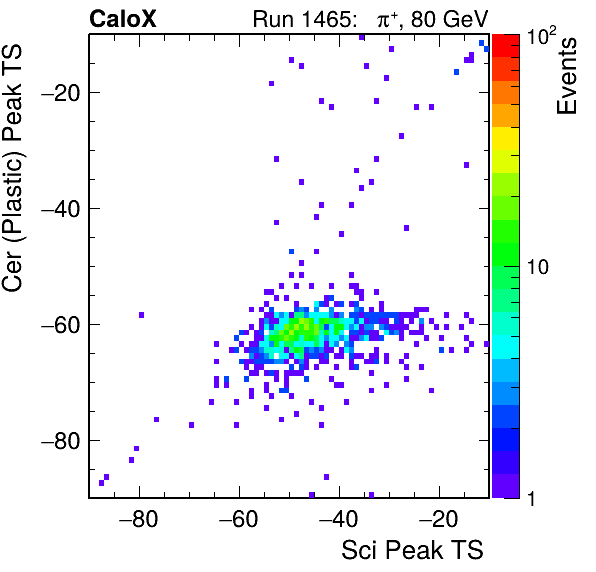 CaloX Run 1465: π⁺, 80 GeV
Cer (Plastic) Peak TS
−20
−40
−60
−80
−80 −60 −40 −20
Sci Peak TS
10²
10
1
Events